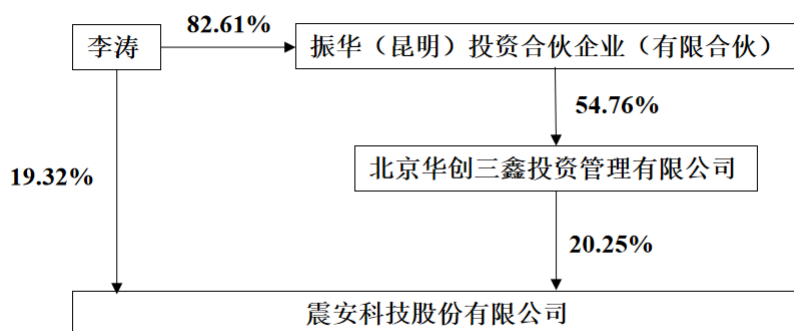 82.61%
李涛
振华（昆明）投资合伙企业（有限合伙）
54.76%
19.32%
北京华创三鑫投资管理有限公司
20.25%
震安科技股份有限公司